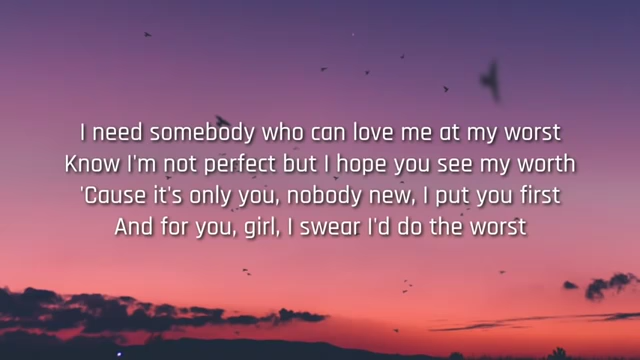 I need somebody who can love me at my worst
Know I'm not perfect but I hope you see my worth
'Cause it's only you, nobody new, I put you first
And for you, girl, I swear I'd do the worst